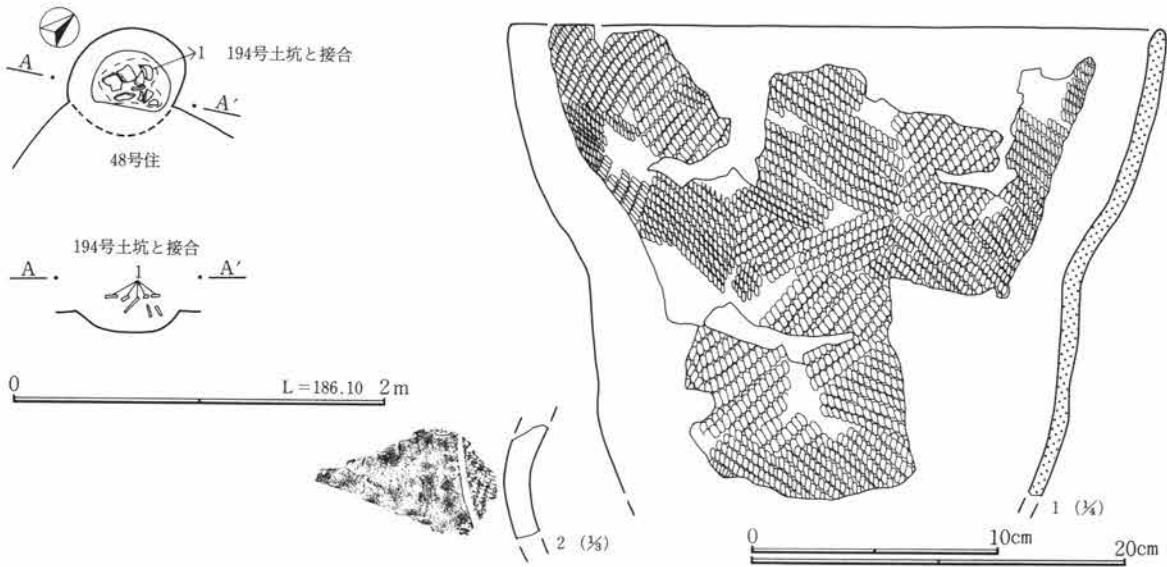 1 194号土坑と接合
A
A′
48号住
194号土坑と接合
A
1
A′
0
L=186.10
2m
2 (⅓)
1 (¼)
0
10cm
20cm